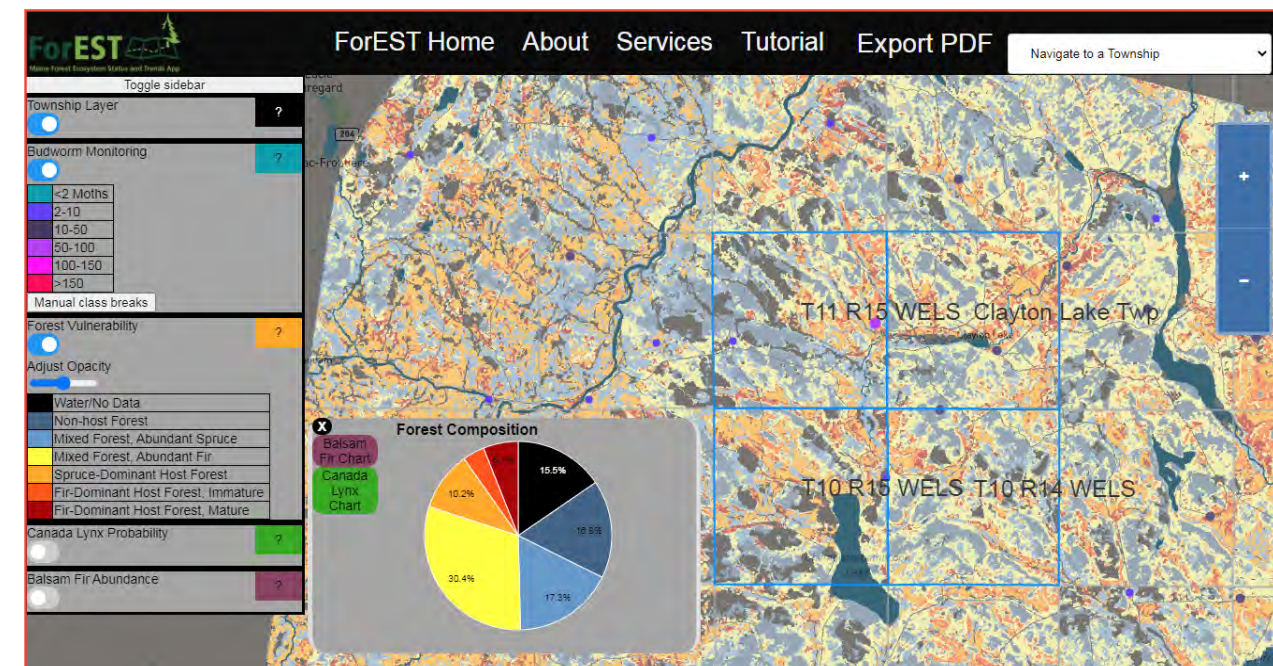 ForEST
Maine Forest Ecosystem Status and Trends App
ForEST Home
About
Services
Tutorial
Export PDF
Navigate to a Township
Toggle sidebar
Township Layer
?
Budworm Monitoring
?
<2 Moths
2-10
10-50
50-100
100-150
>150
Manual class breaks
Forest Vulnerability
?
Adjust Opacity
Water/No Data
Non-host Forest
Mixed Forest, Abundant Spruce
Mixed Forest, Abundant Fir
Spruce-Dominant Host Forest
Fir-Dominant Host Forest, Immature
Fir-Dominant Host Forest, Mature
Canada Lynx Probability
?
Balsam Fir Abundance
?
204
T11 R15 WELS
Clayton Lake Twp
Clayton Lake
T10 R15 WELS
T10 R14 WELS
+
-
X
Forest Composition
Balsam
Fir Chart
Canada
Lynx
Chart
15.5%
17.3%
30.4%
10.2%